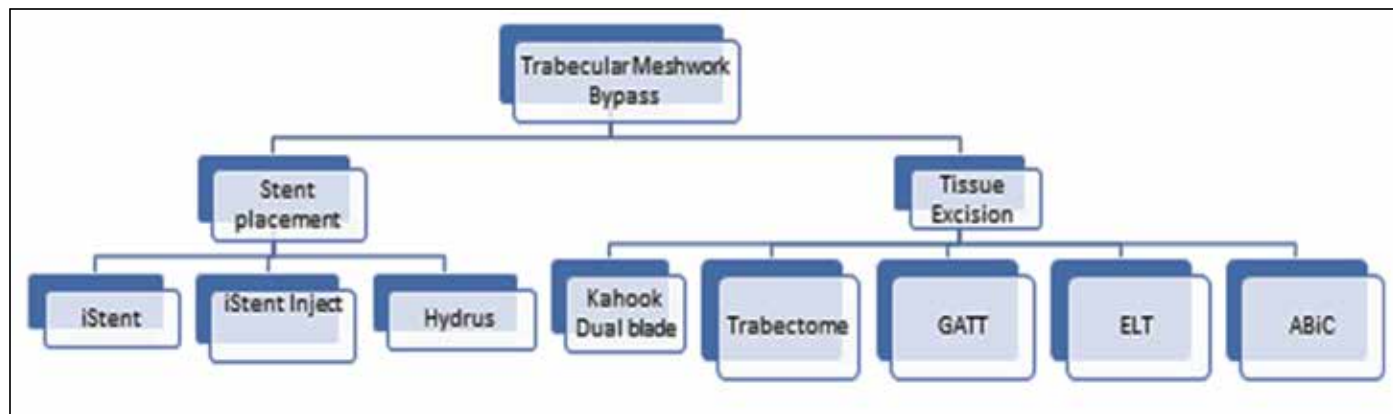 Trabecular Meshwork
Bypass
Stent
placement
Tissue
Excision
iStent
iStent Inject
Hydrus
Kahook
Dual blade
Trabectome
GATT
ELT
ABiC